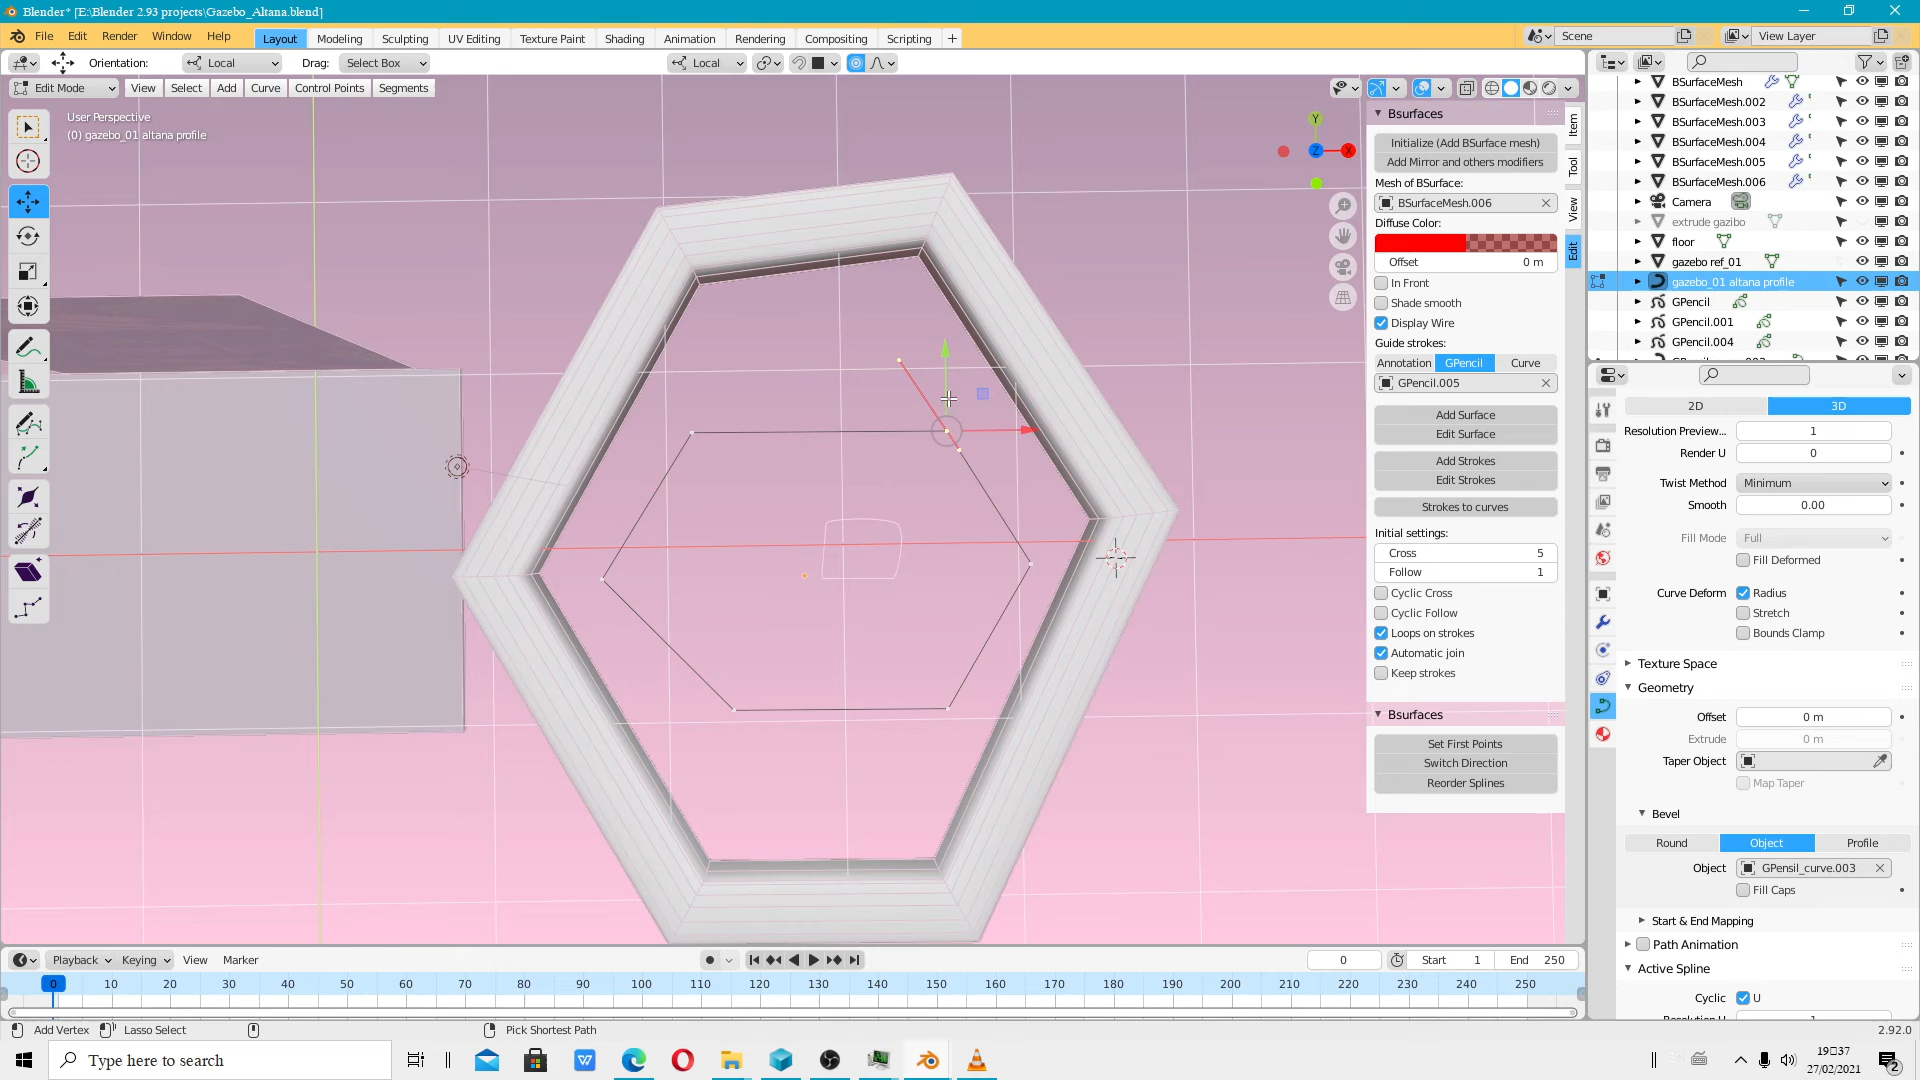 Blender* [E:\Blender 2.93 projects\Gazebo_Altana.blend]
File Edit Render Window Help Layout Modeling Sculpting UV Editing Texture Paint Shading Animation Rendering Compositing Scripting + Scene View Layer
Orientation: Local Drag: Select Box Local
Edit Mode View Select Add Curve Control Points Segments
User Perspective
(0) gazebo_01 altana profile
Y
Z
X
Bsurfaces
Initialize (Add BSurface mesh)
Add Mirror and others modifiers
Mesh of BSurface:
BSurfaceMesh.006
Diffuse Color:
Offset 0 m
In Front
Shade smooth
Display Wire
Guide strokes:
Annotation GPencil Curve
GPencil.005
Add Surface
Edit Surface
Add Strokes
Edit Strokes
Strokes to curves
Initial settings:
Cross 5
Follow 1
Cyclic Cross
Cyclic Follow
Loops on strokes
Automatic join
Keep strokes
Bsurfaces
Set First Points
Switch Direction
Reorder Splines
Item
Tool
View
Edit
BSurfaceMesh
BSurfaceMesh.002
BSurfaceMesh.003
BSurfaceMesh.004
BSurfaceMesh.005
BSurfaceMesh.006
Camera
extrude gazibo
floor
gazebo ref_01
gazebo_01 altana profile
GPencil
GPencil.001
GPencil.004
2D 3D
Resolution Preview... 1
Render U 0
Twist Method Minimum
Smooth 0.00
Fill Mode Full
Fill Deformed
Curve Deform Radius
Stretch
Bounds Clamp
Texture Space
Geometry
Offset 0 m
Extrude 0 m
Taper Object
Map Taper
Bevel
Round Object Profile
Object GPensil_curve.003
Fill Caps
Start & End Mapping
Path Animation
Active Spline
Cyclic U
Playback Keying View Marker 0 Start 1 End 250
0 10 20 30 40 50 60 70 80 90 100 110 120 130 140 150 160 170 180 190 200 210 220 230 240 250
Add Vertex Lasso Select Pick Shortest Path 2.92.0
Type here to search
19:37
27/02/2021
2